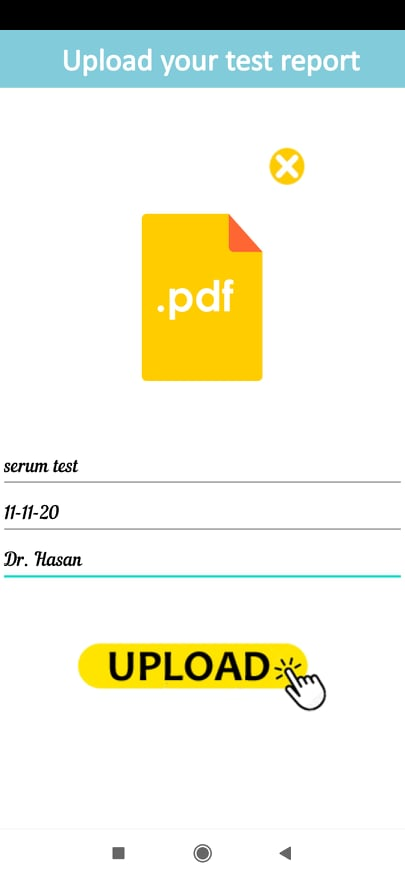 Upload your test report
.pdf
serum test
11-11-20
Dr. Hasan
UPLOAD